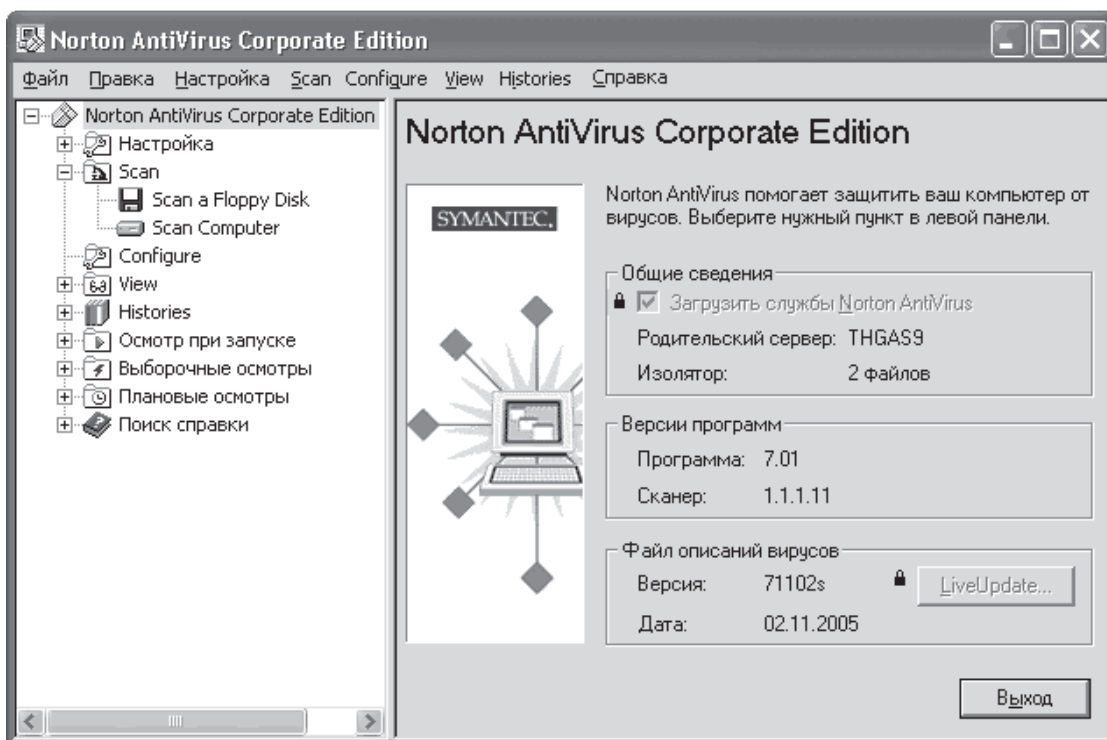 Norton AntiVirus Corporate Edition
Файл Правка Настройка Scan Configure View Histories Справка
Norton AntiVirus Corporate Edition
Настройка
Scan
Scan a Floppy Disk
Scan Computer
Configure
View
Histories
Осмотр при запуске
Выборочные осмотры
Плановые осмотры
Поиск справки
Norton AntiVirus Corporate Edition
SYMANTEC.
Norton AntiVirus помогает защитить ваш компьютер от
вирусов. Выберите нужный пункт в левой панели.
Общие сведения
Загрузить службы Norton AntiVirus
Родительский сервер: THGAS9
Изолятор: 2 файлов
Версии программ
Программа: 7.01
Сканер: 1.1.1.11
Файл описаний вирусов
Версия: 71102s
LiveUpdate...
Дата: 02.11.2005
Выход